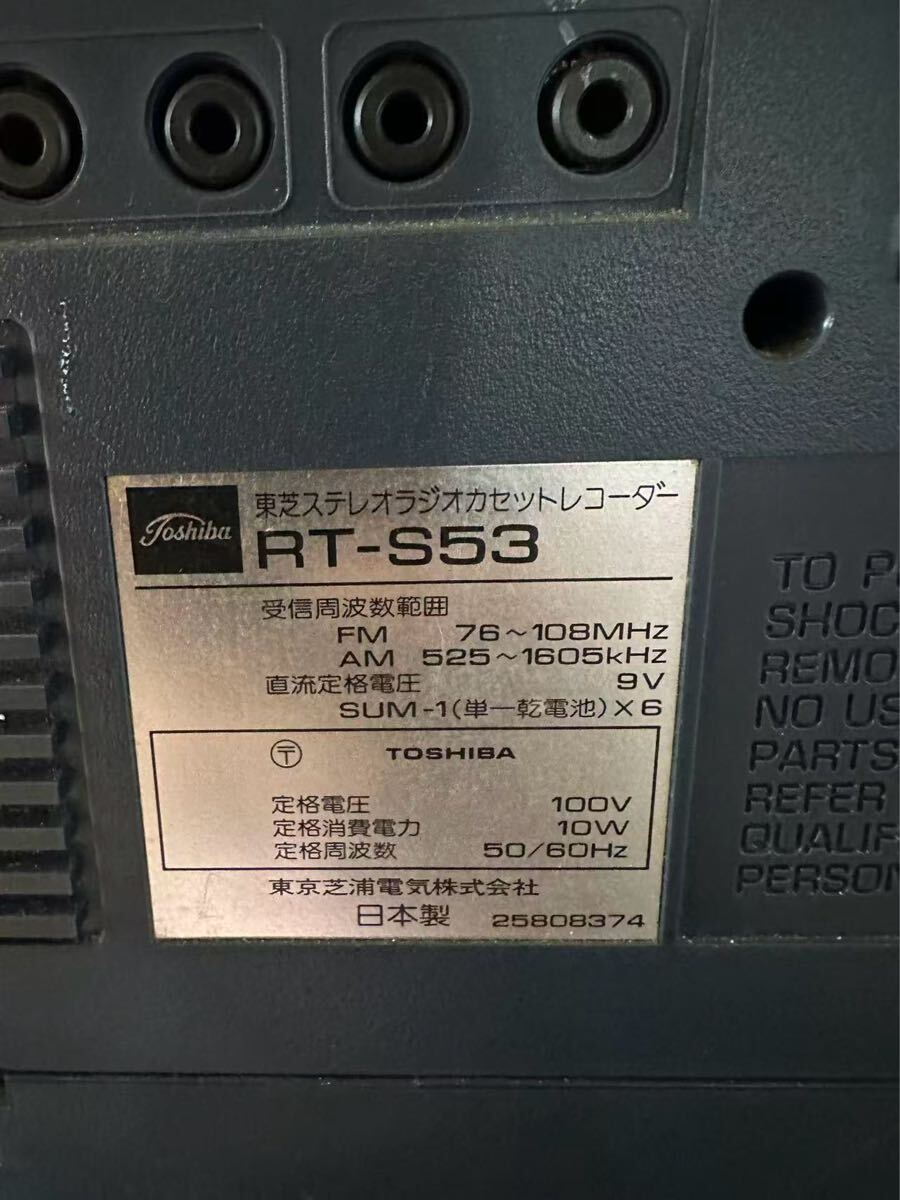 Toshiba
東芝ステレオラジオカセットレコーダー
RT-S53
受信周波数範囲
FM 76~108MHz
AM 525~1605kHz
直流定格電圧 9V
SUM-1(単一乾電池)×6
〒 TOSHIBA
定格電圧 100V
定格消費電力 10W
定格周波数 50/60Hz
東京芝浦電気株式会社
日本製 25808374
TO
SHOC
REMO
NO US
PARTS
REFER
QUALIF
PERSON